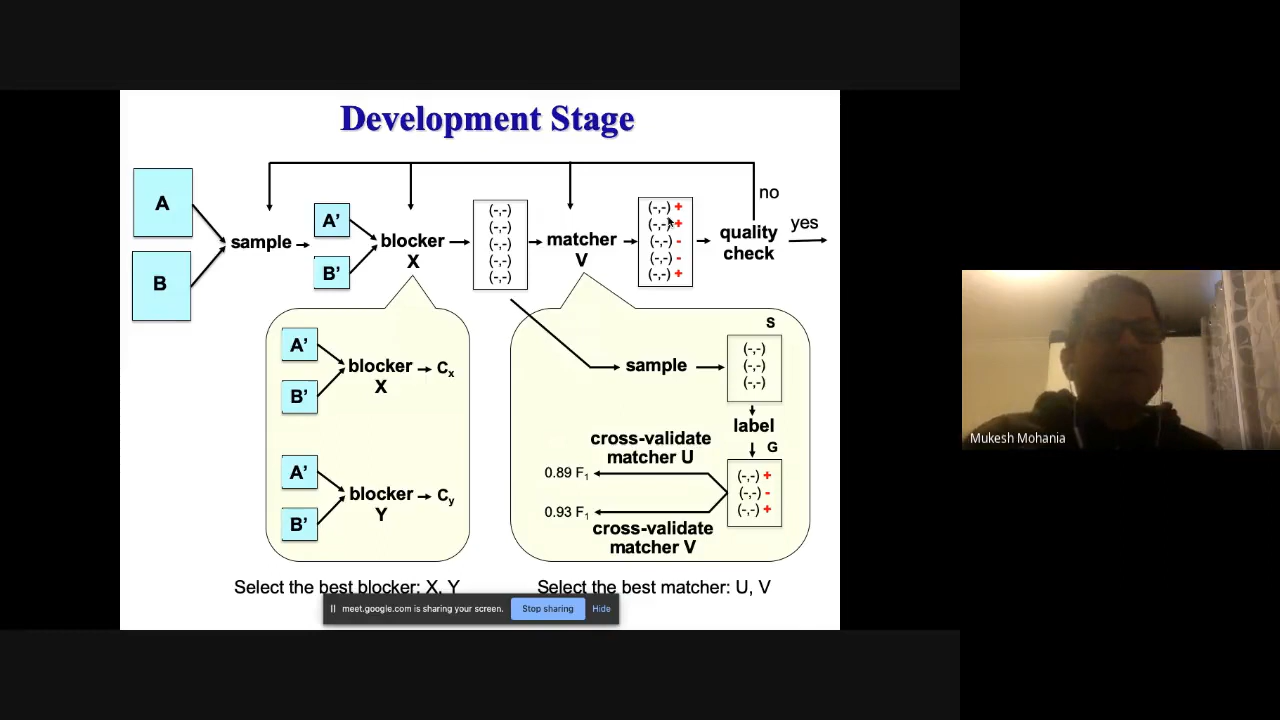 Development Stage
no
yes
A
B
sample
A'
B'
blocker
X
(-,-)
(-,-)
(-,-)
(-,-)
(-,-)
matcher
V
(-,-) +
(-,-) +
(-,-) -
(-,-) -
(-,-) +
quality
check
A'
B'
blocker
X
Cx
A'
B'
blocker
Y
Cy
sample
S
(-,-)
(-,-)
(-,-)
label
G
(-,-) +
(-,-) -
(-,-) +
cross-validate
matcher U
0.89 F1
0.93 F1
cross-validate
matcher V
Select the best blocker: X, Y
Select the best matcher: U, V
meet.google.com is sharing your screen.
Stop sharing
Hide
Mukesh Mohania